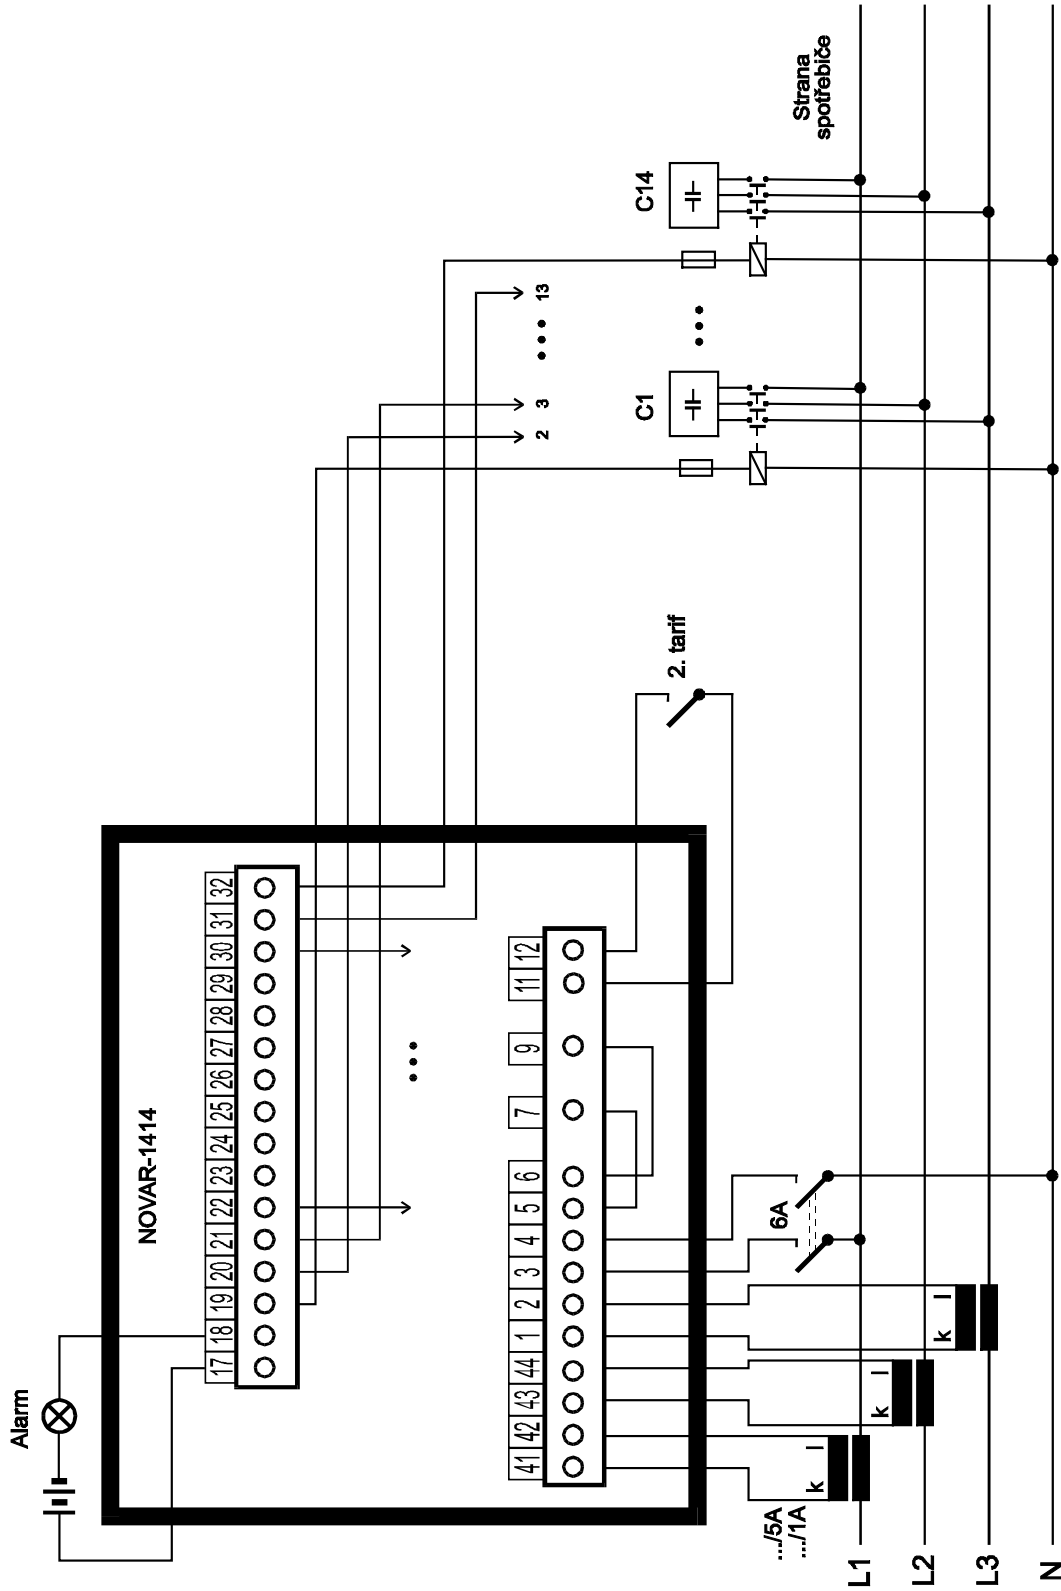 Alarm
NOVAR-1414
17 18 19 20 21 22 23 24 25 26 27 28 29 30 31 32
41 42 43 44 1 2 3 4 5 6 7 9 11 12
2. tarif
2 3 13
C1 C14
6A
Strana
spotřebiče
.../5A
.../1A
k l
k l
k l
L1
L2
L3
N